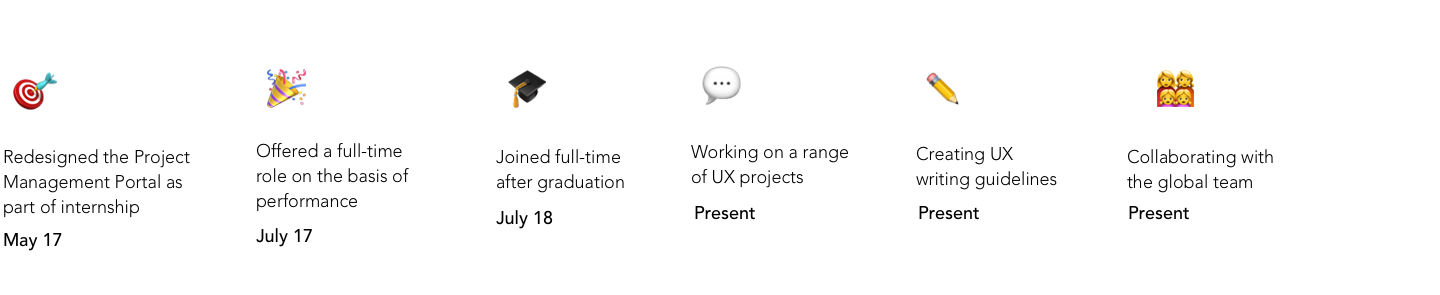 Redesigned the Project
Management Portal as
part of internship
May 17
Offered a full-time
role on the basis of
performance
July 17
Joined full-time
after graduation
July 18
Working on a range
of UX projects
Present
Creating UX
writing guidelines
Present
Collaborating with
the global team
Present